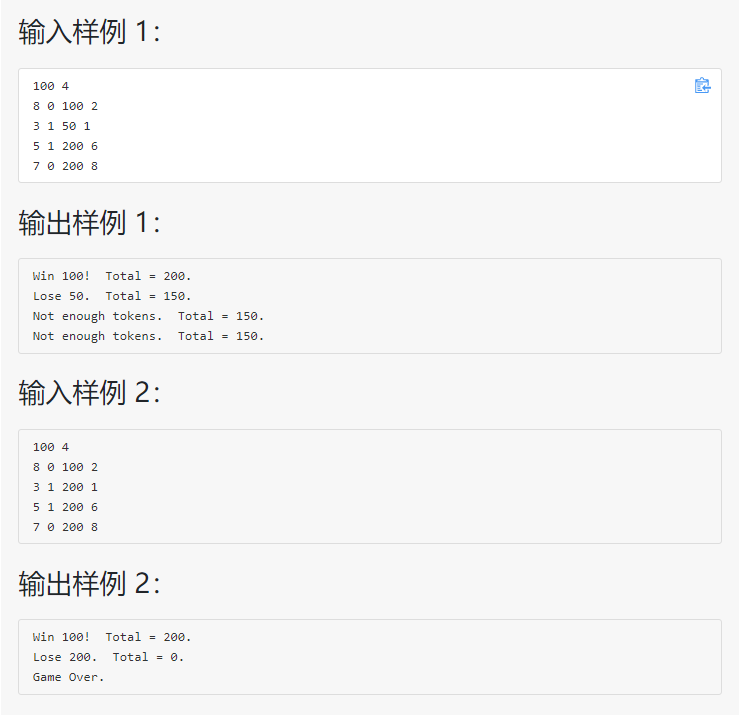 输入样例 1：
100 4
8 0 100 2
3 1 50 1
5 1 200 6
7 0 200 8
输出样例 1：
Win 100!  Total = 200.
Lose 50.  Total = 150.
Not enough tokens.  Total = 150.
Not enough tokens.  Total = 150.
输入样例 2：
100 4
8 0 100 2
3 1 200 1
5 1 200 6
7 0 200 8
输出样例 2：
Win 100!  Total = 200.
Lose 200.  Total = 0.
Game Over.